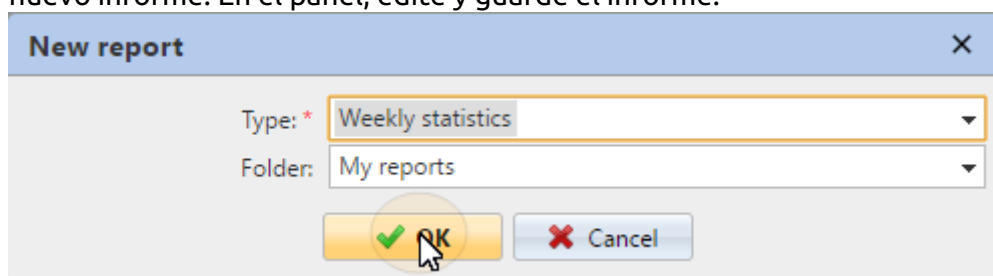 nuevo informe. En el panel, edite y guarde el informe.
New report
Type: * Weekly statistics
Folder: My reports
OK Cancel